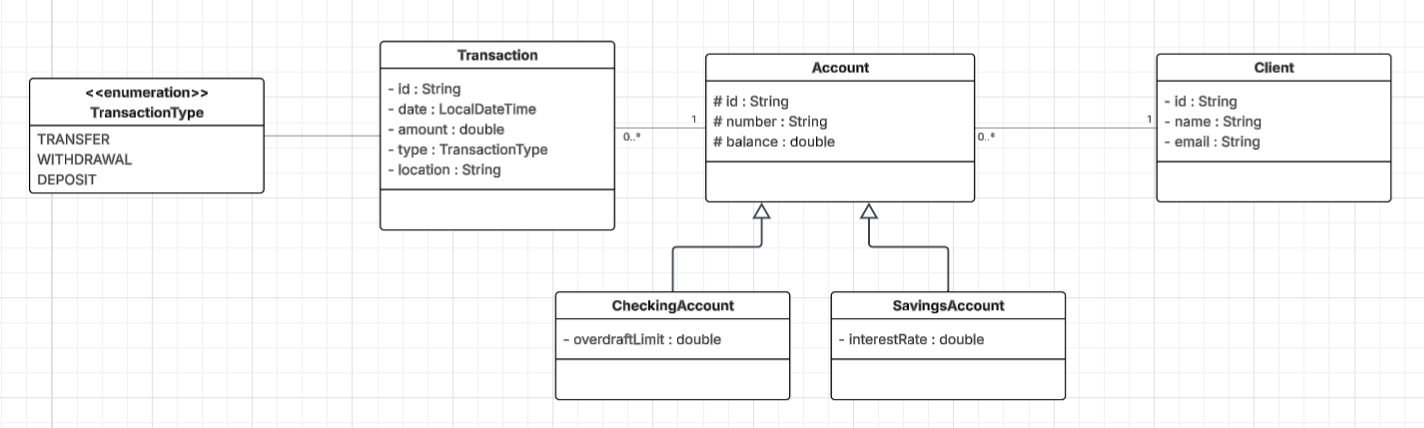 <<enumeration>>
TransactionType
TRANSFER
WITHDRAWAL
DEPOSIT
Transaction
- id : String
- date : LocalDateTime
- amount : double
- type : TransactionType
- location : String
0..*
1
Account
# id : String
# number : String
# balance : double
0..*
1
Client
- id : String
- name : String
- email : String
CheckingAccount
- overdraftLimit : double
SavingsAccount
- interestRate : double